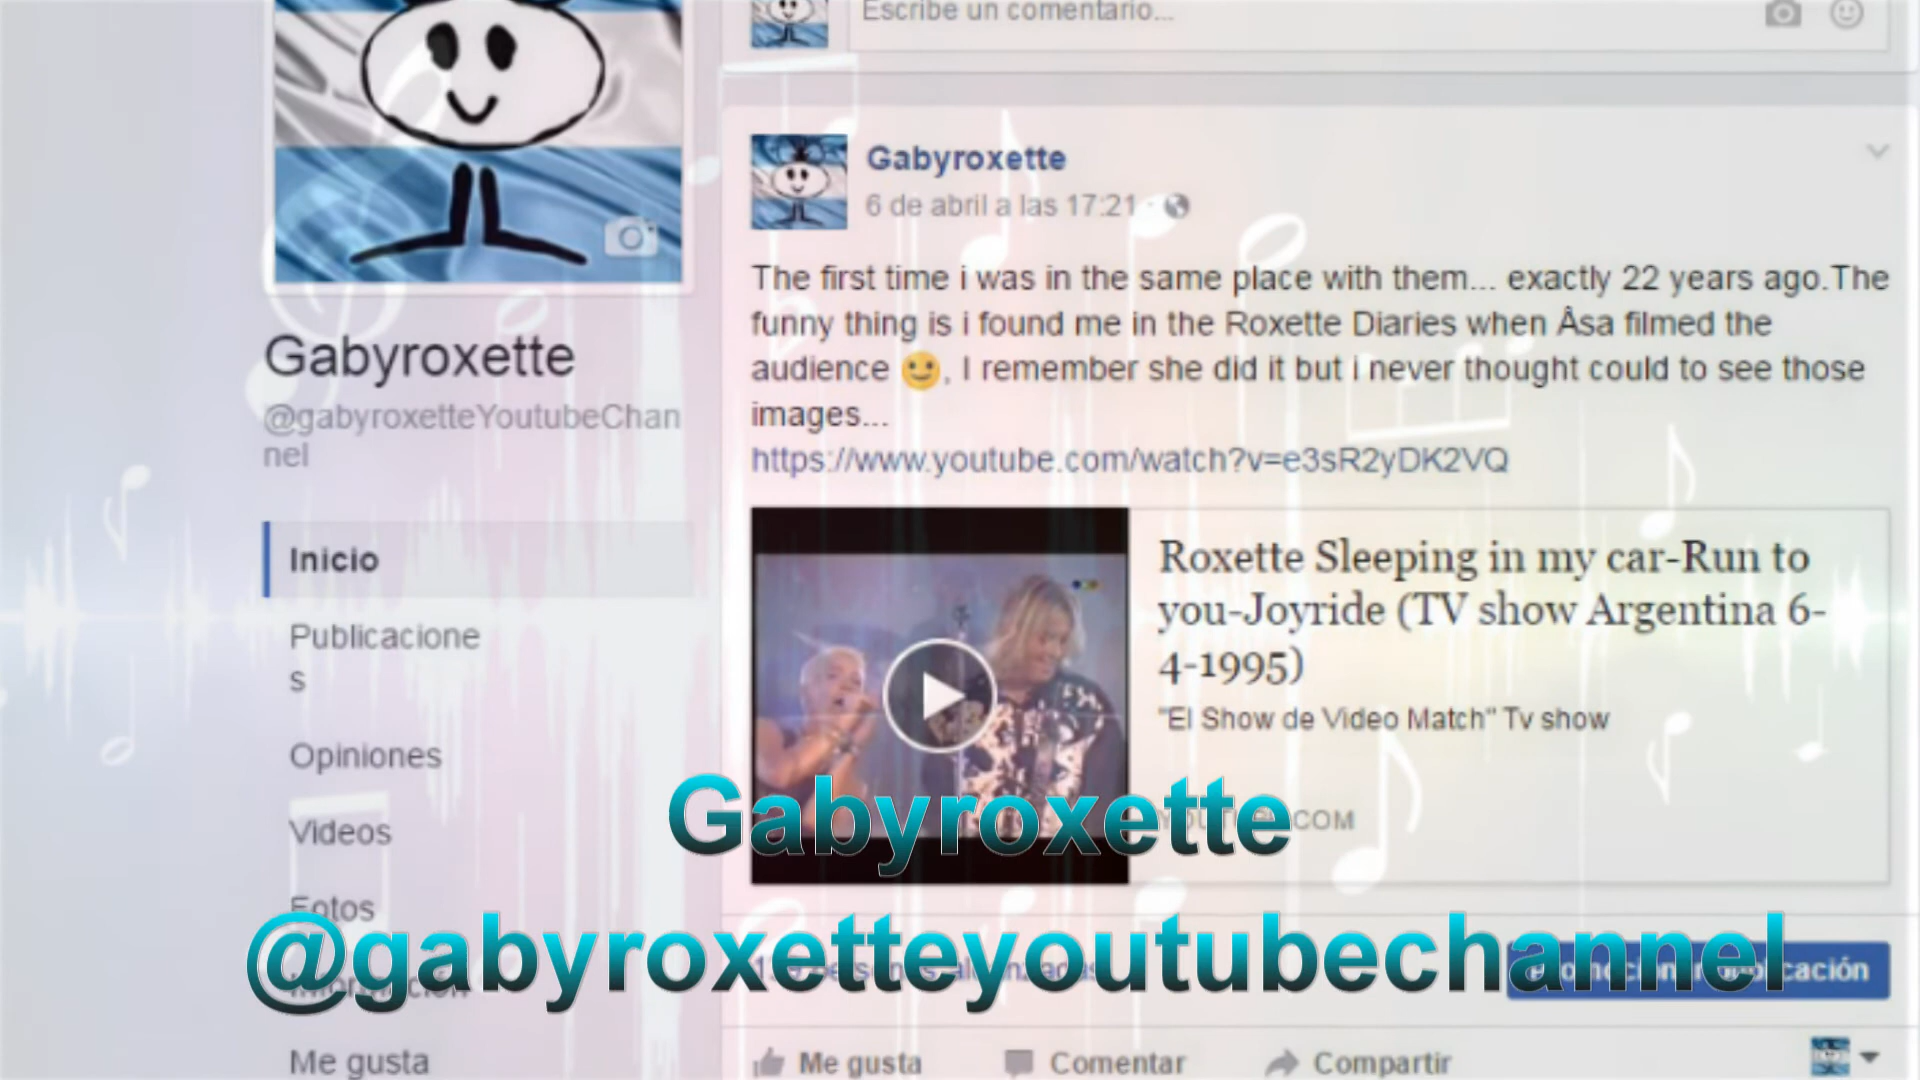 Escribe un comentario...
Gabyroxette
6 de abril a las 17:21
The first time i was in the same place with them... exactly 22 years ago.The
funny thing is i found me in the Roxette Diaries when Åsa filmed the
audience 🙂, I remember she did it but i never thought could to see those
images...
https://www.youtube.com/watch?v=e3sR2yDK2VQ
Roxette Sleeping in my car-Run to
you-Joyride (TV show Argentina 6-
4-1995)
"El Show de Video Match" Tv show
YOUTUBE.COM
Gabyroxette
@gabyroxetteYoutubeChan
nel
Inicio
Publicacione
s
Opiniones
Videos
Fotos
Información
Me gusta
Gabyroxette
@gabyroxetteyoutubechannel
Promocionar publicación
Me gusta Comentar Compartir